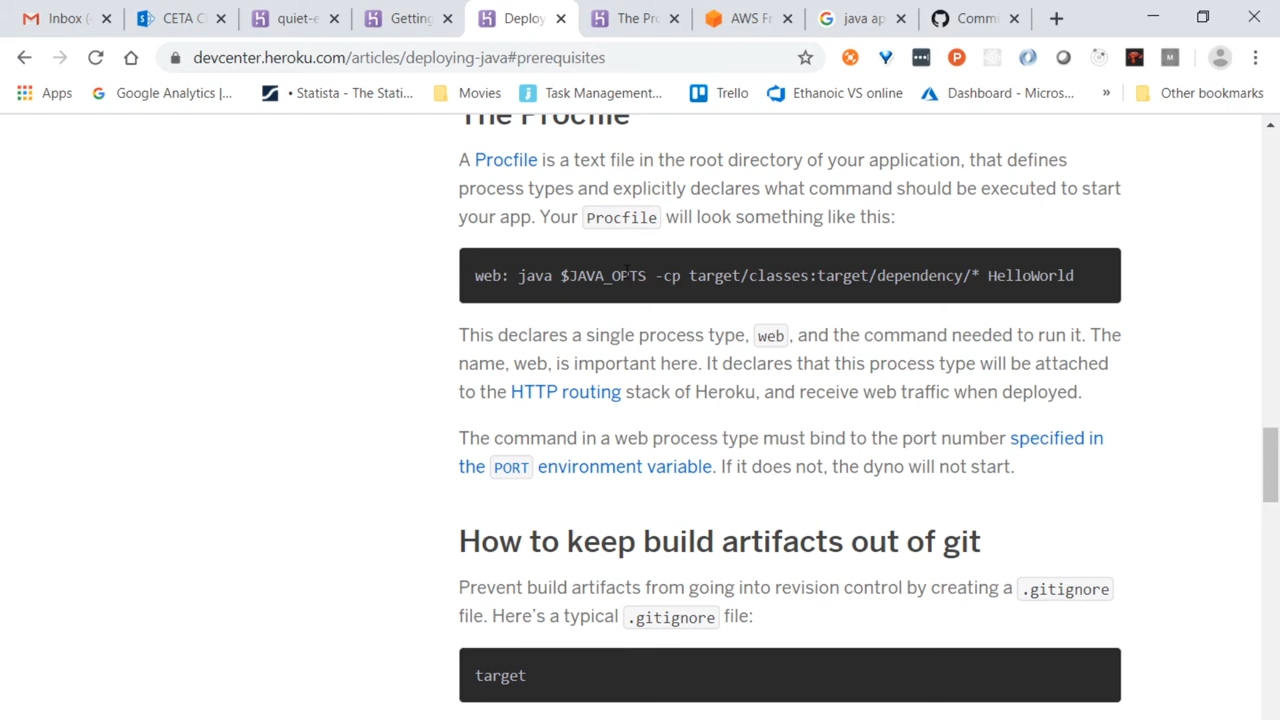 Inbox (
CETA C
quiet-e
Getting
Deploy
The Pro
AWS Fr
java ap
Commi
devcenter.heroku.com/articles/deploying-java#prerequisites
Apps
Google Analytics |...
• Statista - The Stati...
Movies
Task Management...
Trello
Ethanoic VS online
Dashboard - Micros...
»
Other bookmarks
The Procfile
A Procfile is a text file in the root directory of your application, that defines
process types and explicitly declares what command should be executed to start
your app. Your Procfile will look something like this:
web: java $JAVA_OPTS -cp target/classes:target/dependency/* HelloWorld
This declares a single process type, web, and the command needed to run it. The
name, web, is important here. It declares that this process type will be attached
to the HTTP routing stack of Heroku, and receive web traffic when deployed.
The command in a web process type must bind to the port number specified in
the PORT environment variable. If it does not, the dyno will not start.
How to keep build artifacts out of git
Prevent build artifacts from going into revision control by creating a .gitignore
file. Here's a typical .gitignore file:
target